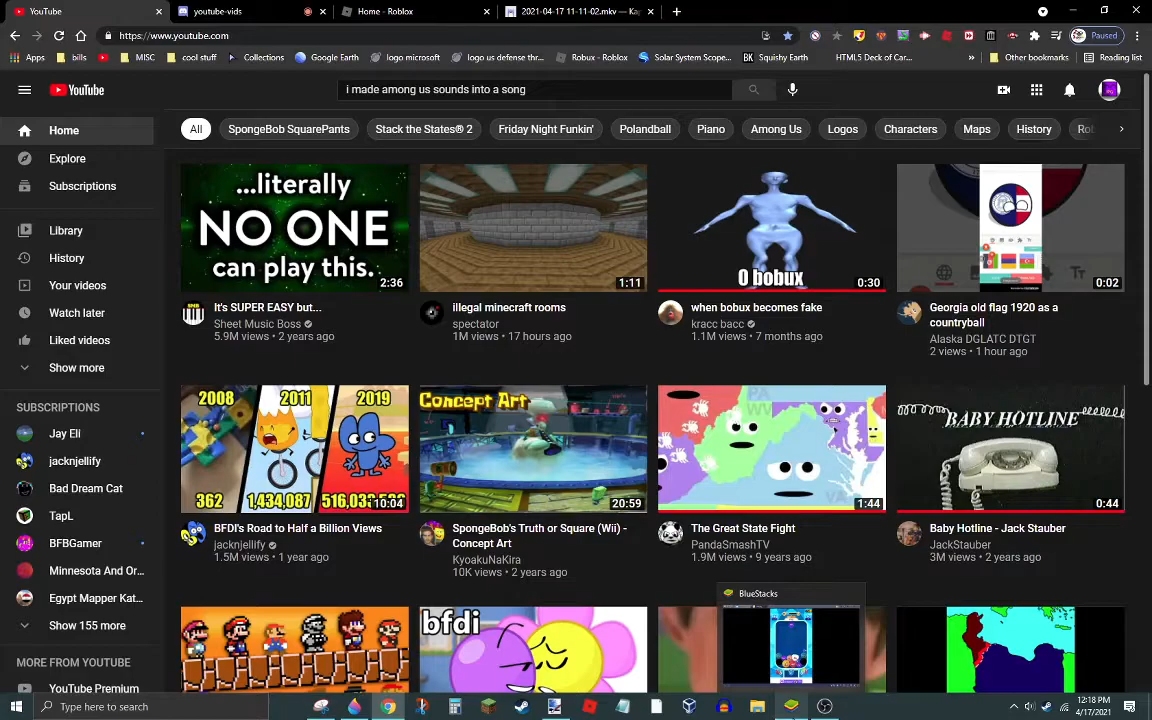 YouTube
youtube-vids
Home - Roblox
2021-04-17 11-11-02.mkv — Ka
https://www.youtube.com
Paused
Apps
bills
MISC
cool stuff
Collections
Google Earth
logo microsoft
logo us defense thr...
Robux - Roblox
Solar System Scope...
BK Squishy Earth
HTML5 Deck of Car...
»
Other bookmarks
Reading list
YouTube
i made among us sounds into a song
Home
All
SpongeBob SquarePants
Stack the States® 2
Friday Night Funkin'
Polandball
Piano
Among Us
Logos
Characters
Maps
History
Explore
Subscriptions
Library
History
Your videos
Watch later
Liked videos
Show more
SUBSCRIPTIONS
Jay Eli
jacknjellify
Bad Dream Cat
TapL
BFBGamer
Minnesota And Or...
Egypt Mapper Kat...
Show 155 more
MORE FROM YOUTUBE
YouTube Premium
...literally
NO ONE
can play this.
2:36
It's SUPER EASY but...
Sheet Music Boss
5.9M views • 2 years ago
1:11
illegal minecraft rooms
spectator
1M views • 17 hours ago
0 bobux
0:30
when bobux becomes fake
kracc bacc
1.1M views • 7 months ago
0:02
Georgia old flag 1920 as a
countryball
Alaska DGLATC DTGT
2 views • 1 hour ago
2008
2011
2019
362
1,434,087
10:04
BFDI's Road to Half a Billion Views
jacknjellify
1.5M views • 1 year ago
Concept Art
20:59
SpongeBob's Truth or Square (Wii) -
Concept Art
KyoakuNaKira
10K views • 2 years ago
PA
WV
VA
1:44
The Great State Fight
PandaSmashTV
1.9M views • 9 years ago
BABY HOTLINE
0:44
Baby Hotline - Jack Stauber
JackStauber
3M views • 2 years ago
bfdi
BlueStacks
Type here to search
12:18 PM
4/17/2021